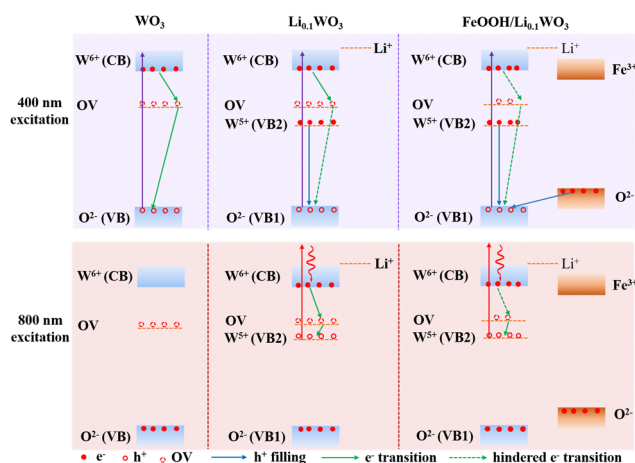 WO₃
Li₀.₁WO₃
FeOOH/Li₀.₁WO₃
400 nm
excitation
W⁶⁺ (CB)
OV
O²⁻ (VB)
W⁶⁺ (CB)
Li⁺
OV
W⁵⁺ (VB2)
O²⁻ (VB1)
W⁶⁺ (CB)
Li⁺
Fe³⁺
OV
W⁵⁺ (VB2)
O²⁻
O²⁻ (VB1)
800 nm
excitation
W⁶⁺ (CB)
OV
O²⁻ (VB)
Li⁺
W⁶⁺ (CB)
OV
W⁵⁺ (VB2)
O²⁻ (VB1)
Li⁺
W⁶⁺ (CB)
Fe³⁺
OV
W⁵⁺ (VB2)
O²⁻
O²⁻ (VB1)
e⁻ h⁺ OV h⁺ filling e⁻ transition hindered e⁻ transition